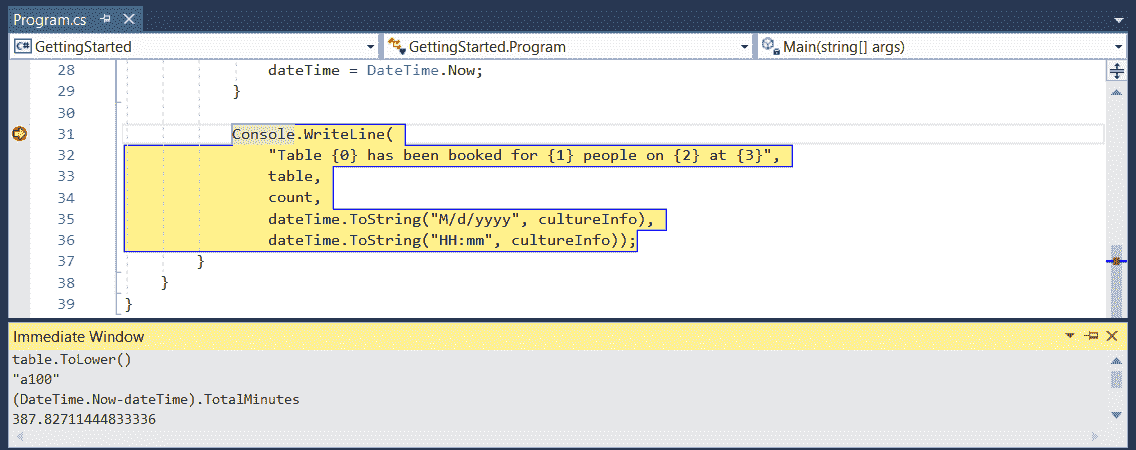 Program.cs
C# GettingStarted
GettingStarted.Program
Main(string[] args)
28 dateTime = DateTime.Now;
29 }
30
31 Console.WriteLine(
32 "Table {0} has been booked for {1} people on {2} at {3}",
33 table,
34 count,
35 dateTime.ToString("M/d/yyyy", cultureInfo),
36 dateTime.ToString("HH:mm", cultureInfo));
37 }
38 }
39 }
Immediate Window
table.ToLower()
"a100"
(DateTime.Now-dateTime).TotalMinutes
387.82711444833336